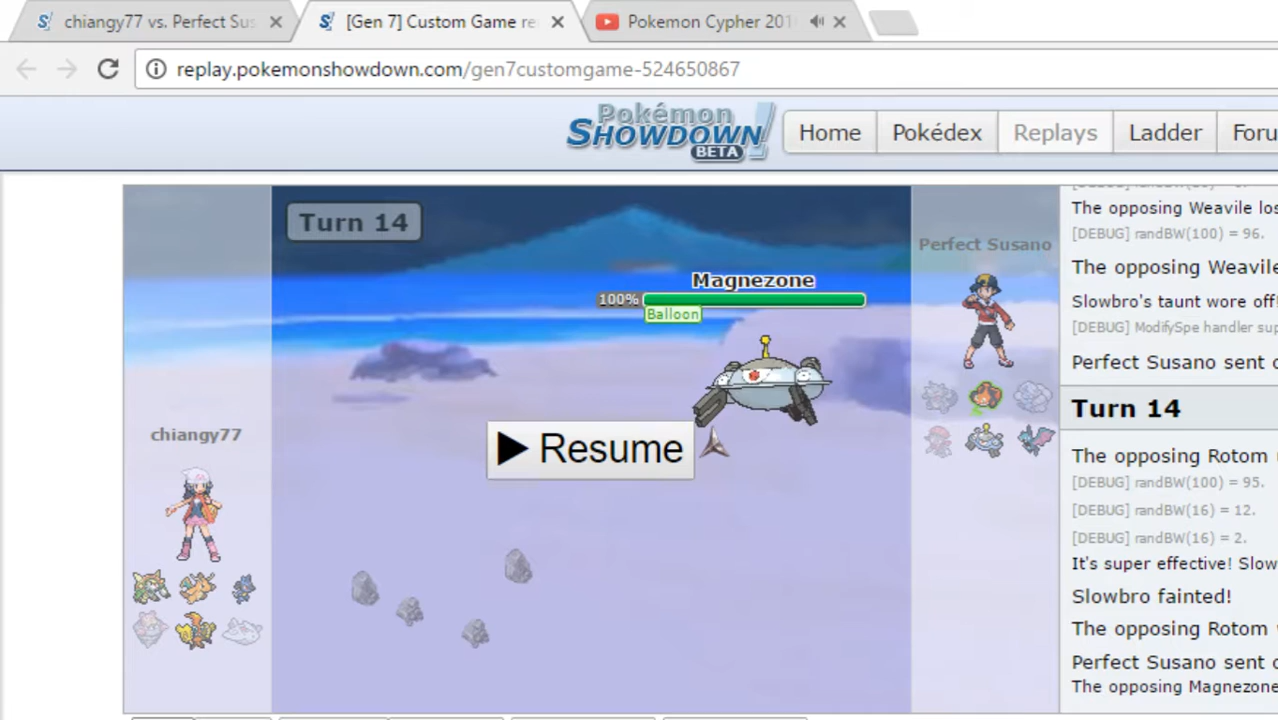 chiangy77 vs. Perfect Sus
[Gen 7] Custom Game re
Pokemon Cypher 201
replay.pokemonshowdown.com/gen7customgame-524650867
Pokémon
SHOWDOWN!
BETA
Home
Pokédex
Replays
Ladder
Foru
Turn 14
Magnezone
100%
Balloon
Resume
chiangy77
Perfect Susano
The opposing Weavile los
[DEBUG] randBW(100) = 96.
The opposing Weavile
Slowbro's taunt wore off!
[DEBUG] ModifySpe handler sup
Perfect Susano sent o
Turn 14
The opposing Rotom
[DEBUG] randBW(100) = 95.
[DEBUG] randBW(16) = 12.
[DEBUG] randBW(16) = 2.
It's super effective! Slow
Slowbro fainted!
The opposing Rotom
Perfect Susano sent o
The opposing Magnezone